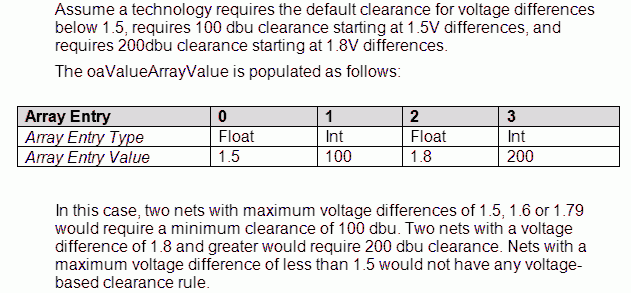 Assume a technology requires the default clearance for voltage differences
below 1.5, requires 100 dbu clearance starting at 1.5V differences, and
requires 200dbu clearance starting at 1.8V differences.
The oaValueArrayValue is populated as follows:
Array Entry 0 1 2 3
Array Entry Type Float Int Float Int
Array Entry Value 1.5 100 1.8 200
In this case, two nets with maximum voltage differences of 1.5, 1.6 or 1.79
would require a minimum clearance of 100 dbu. Two nets with a voltage
difference of 1.8 and greater would require 200 dbu clearance. Nets with a
maximum voltage difference of less than 1.5 would not have any voltage-
based clearance rule.